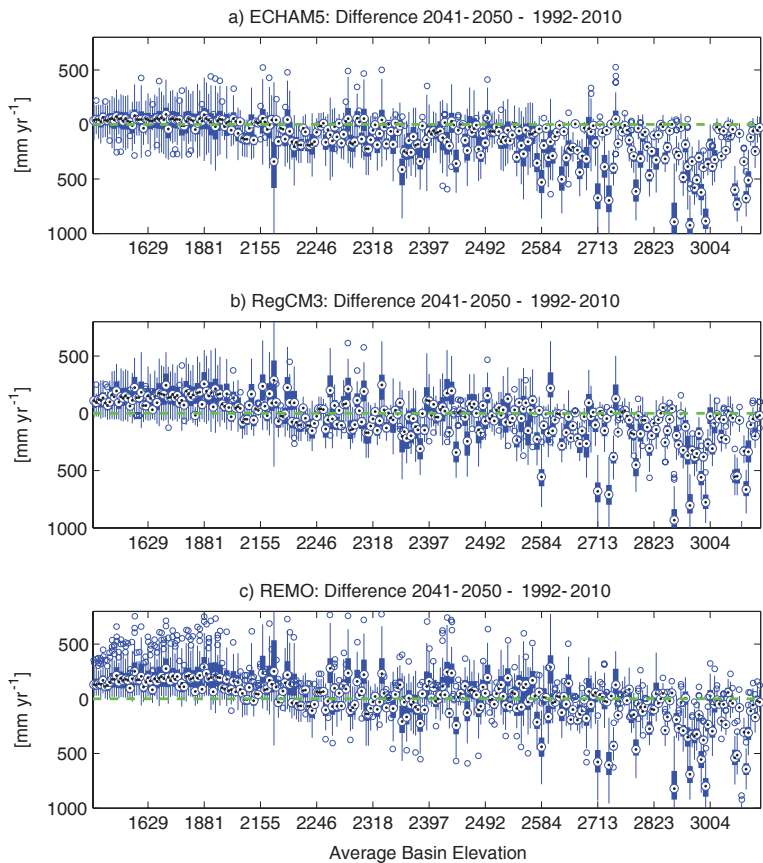 a) ECHAM5: Difference 2041-2050 - 1992-2010
[mm yr-1]
500
0
500
1000
1629 1881 2155 2246 2318 2397 2492 2584 2713 2823 3004
b) RegCM3: Difference 2041-2050 - 1992-2010
[mm yr-1]
500
0
500
1000
1629 1881 2155 2246 2318 2397 2492 2584 2713 2823 3004
c) REMO: Difference 2041-2050 - 1992-2010
[mm yr-1]
500
0
500
1000
1629 1881 2155 2246 2318 2397 2492 2584 2713 2823 3004
Average Basin Elevation